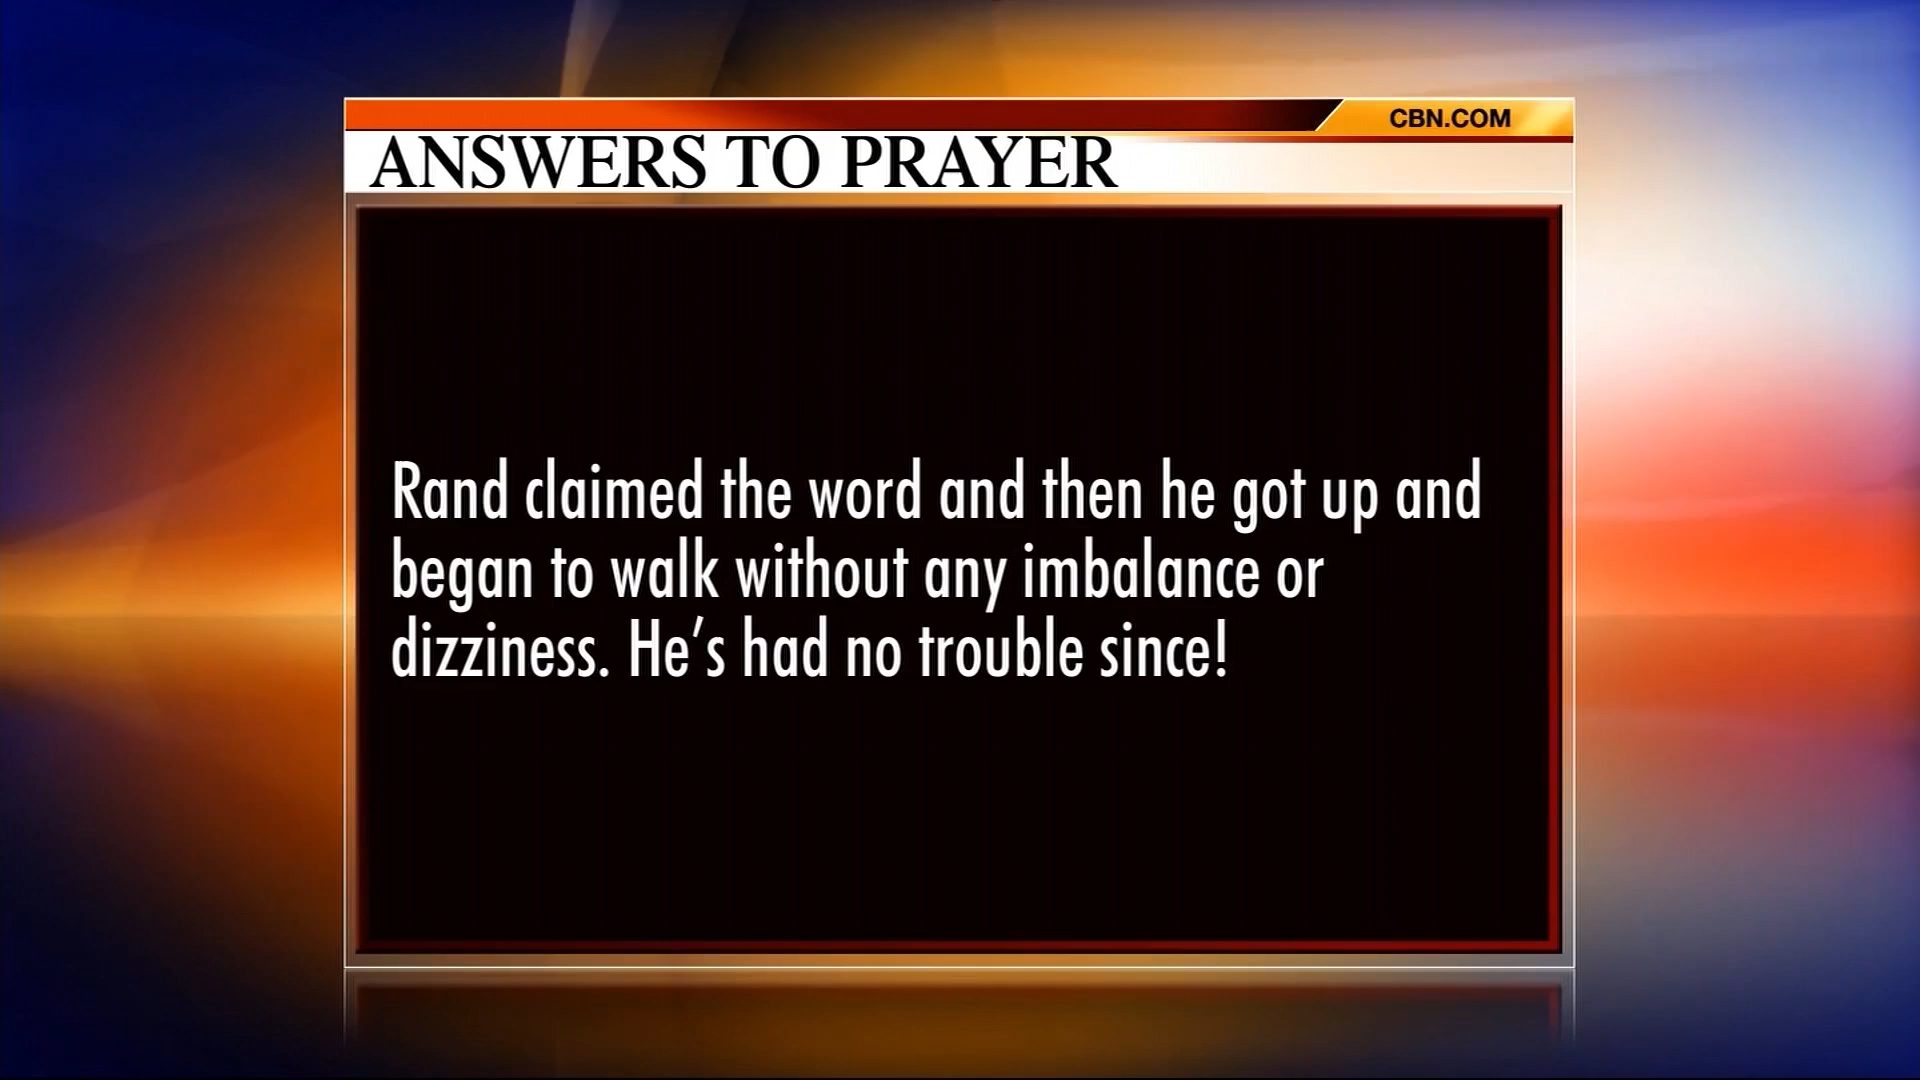 CBN.COM
ANSWERS TO PRAYER
Rand claimed the word and then he got up and
began to walk without any imbalance or
dizziness. He’s had no trouble since!